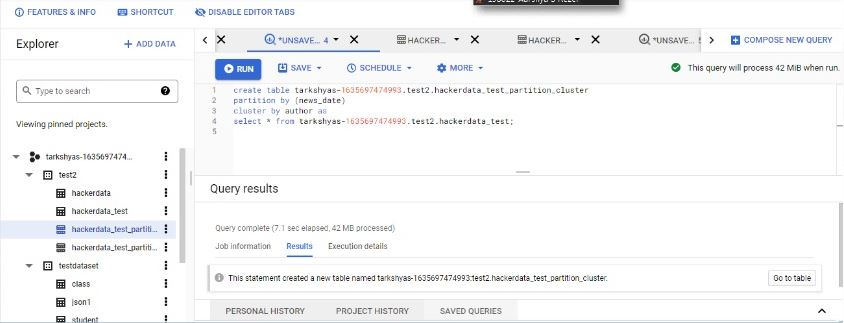 FEATURES & INFO SHORTCUT DISABLE EDITOR TABS
Explorer + ADD DATA
*UNSAVE... 4 HACKER... HACKER... *UNSAVE... COMPOSE NEW QUERY
RUN SAVE SCHEDULE MORE This query will process 42 MiB when run.
Type to search
Viewing pinned projects.
1 create table tarkshyas-1635697474993.test2.hackerdata_test_partition_cluster
2 partition by (news_date)
3 cluster by author as
4 select * from tarkshyas-1635697474993.test2.hackerdata_test;
5
tarkshyas-1635697474...
test2
hackerdata
hackerdata_test
hackerdata_test_partiti...
hackerdata_test_partiti...
testdataset
class
json1
student
Query results
Query complete (7.1 sec elapsed, 42 MB processed)
Job information Results Execution details
This statement created a new table named tarkshyas-1635697474993:test2.hackerdata_test_partition_cluster. Go to table
PERSONAL HISTORY PROJECT HISTORY SAVED QUERIES